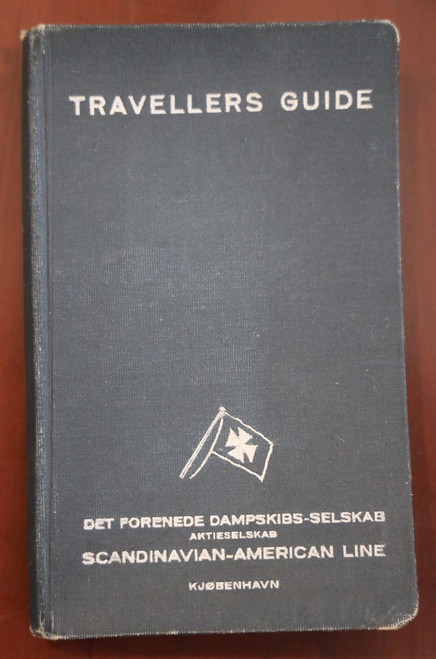 TRAVELLERS GUIDE
DET FORENEDE DAMPSKIBS-SELSKAB
AKTIESELSKAB
SCANDINAVIAN-AMERICAN LINE
KJØBENHAVN